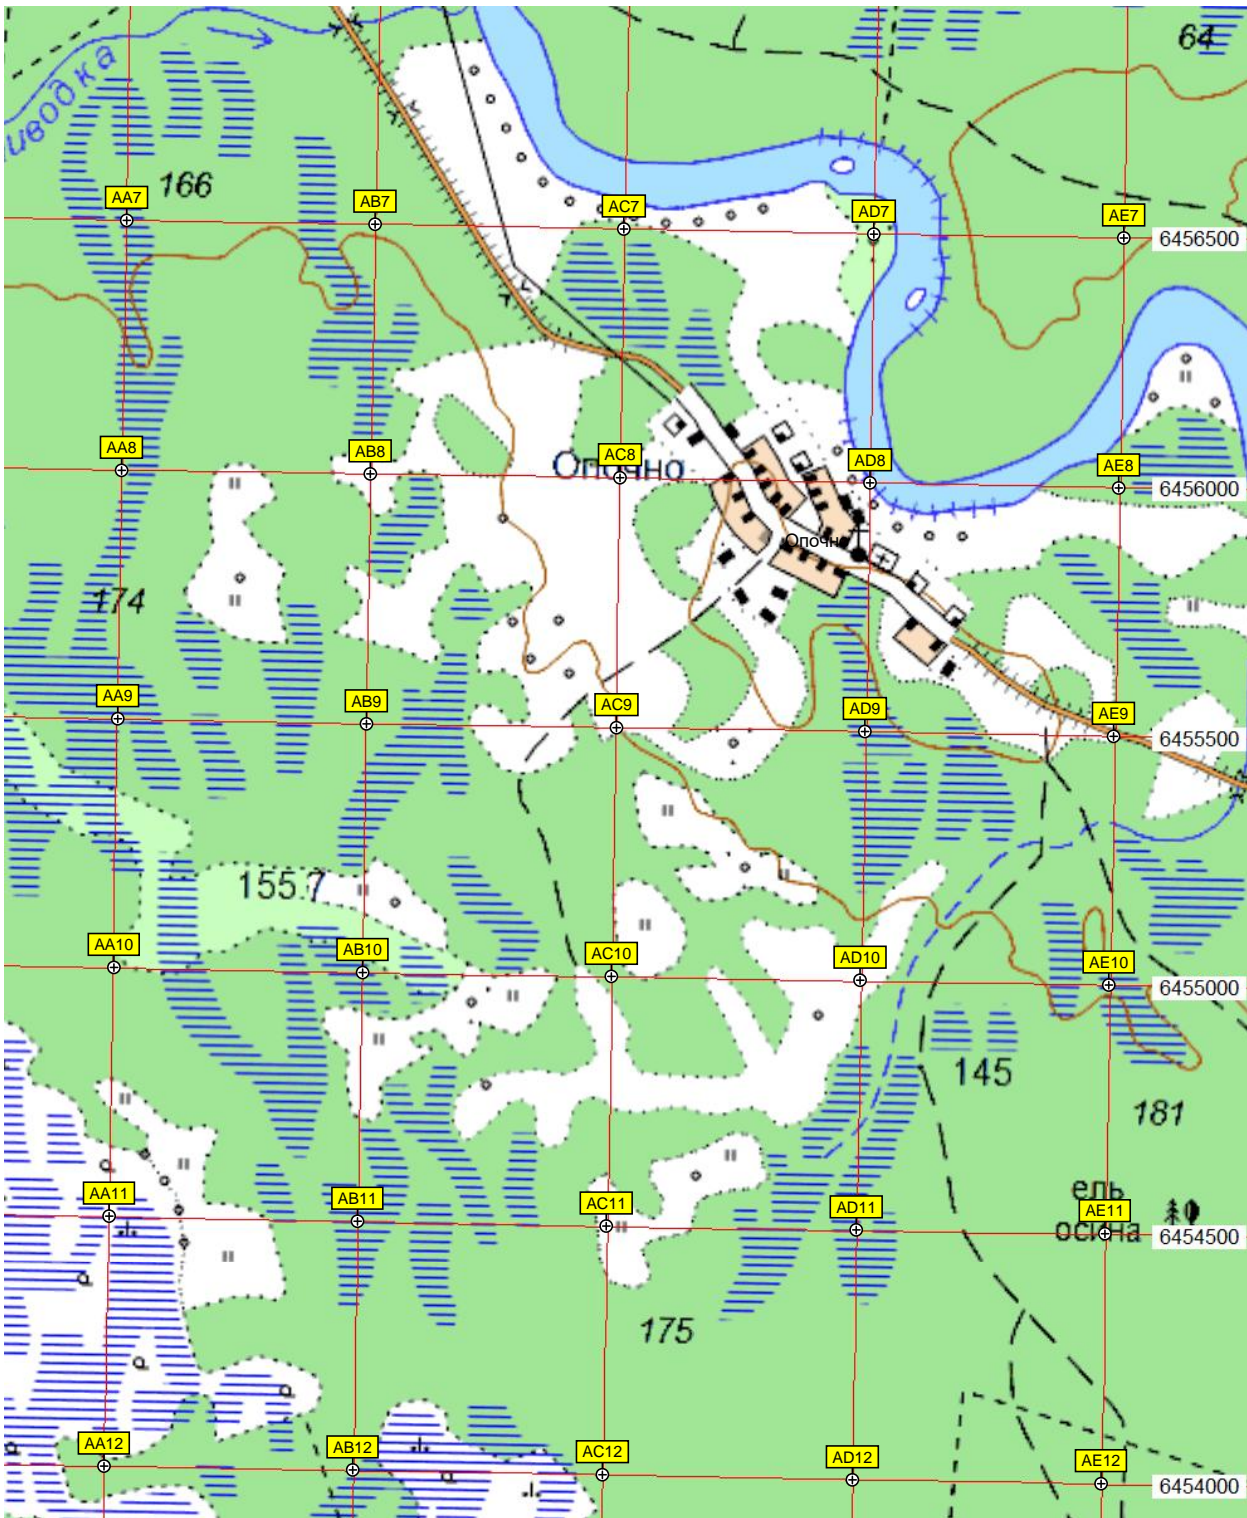 64
иводка
166
AA7
AB7
AC7
AD7
AE7
6456500
AA8
AB8
AC8
AD8
AE8
Опочно
6456000
Опочно
174
AA9
AB9
AC9
AD9
AE9
6455500
155.7
AA10
AB10
AC10
AD10
AE10
6455000
145
181
ель
AA11
AB11
AC11
AD11
AE11
осина
6454500
175
AA12
AB12
AC12
AD12
AE12
6454000